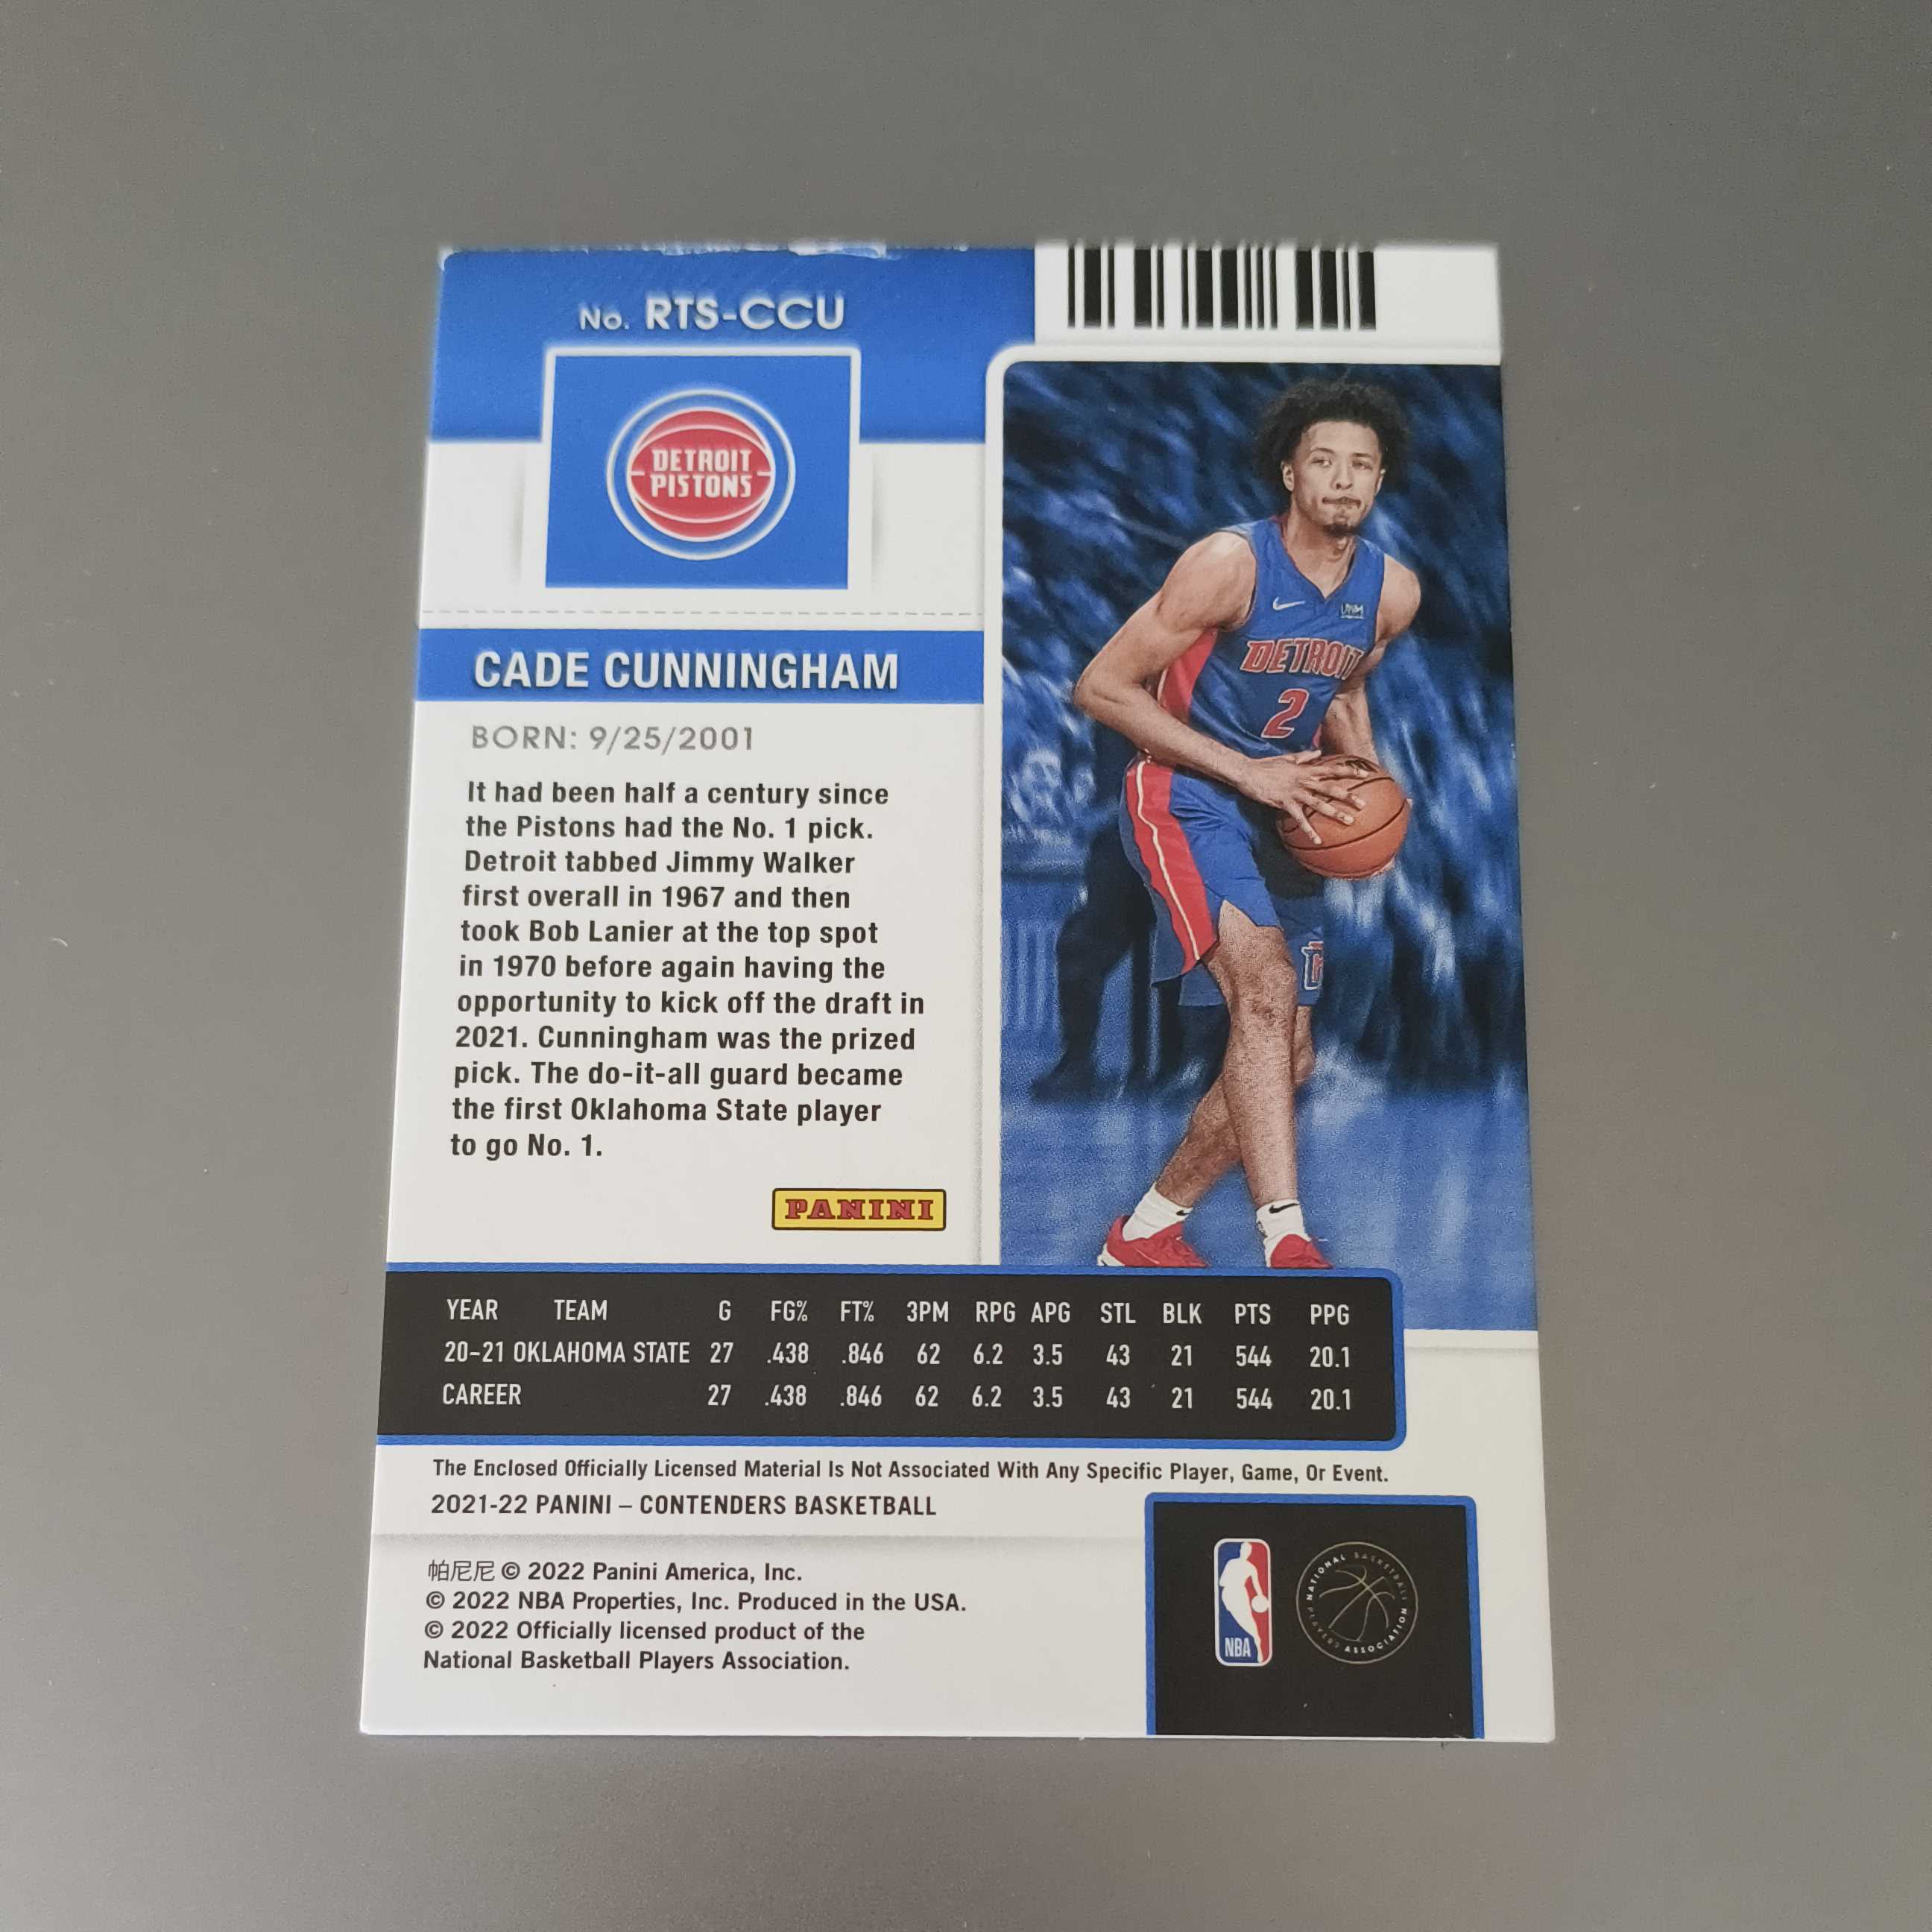 No. RTS-CCU
DETROIT
PISTONS
CADE CUNNINGHAM
BORN: 9/25/2001
It had been half a century since
the Pistons had the No. 1 pick.
Detroit tabbed Jimmy Walker
first overall in 1967 and then
took Bob Lanier at the top spot
in 1970 before again having the
opportunity to kick off the draft in
2021. Cunningham was the prized
pick. The do-it-all guard became
the first Oklahoma State player
to go No. 1.
PANINI
UWM
DETROIT
2
YEAR TEAM G FG% FT% 3PM RPG APG STL BLK PTS PPG
20-21 OKLAHOMA STATE 27 .438 .846 62 6.2 3.5 43 21 544 20.1
CAREER 27 .438 .846 62 6.2 3.5 43 21 544 20.1
The Enclosed Officially Licensed Material Is Not Associated With Any Specific Player, Game, Or Event.
2021-22 PANINI – CONTENDERS BASKETBALL
帕尼尼 © 2022 Panini America, Inc.
© 2022 NBA Properties, Inc. Produced in the USA.
© 2022 Officially licensed product of the
National Basketball Players Association.
NBA
NATIONAL BASKETBALL PLAYERS ASSOCIATION